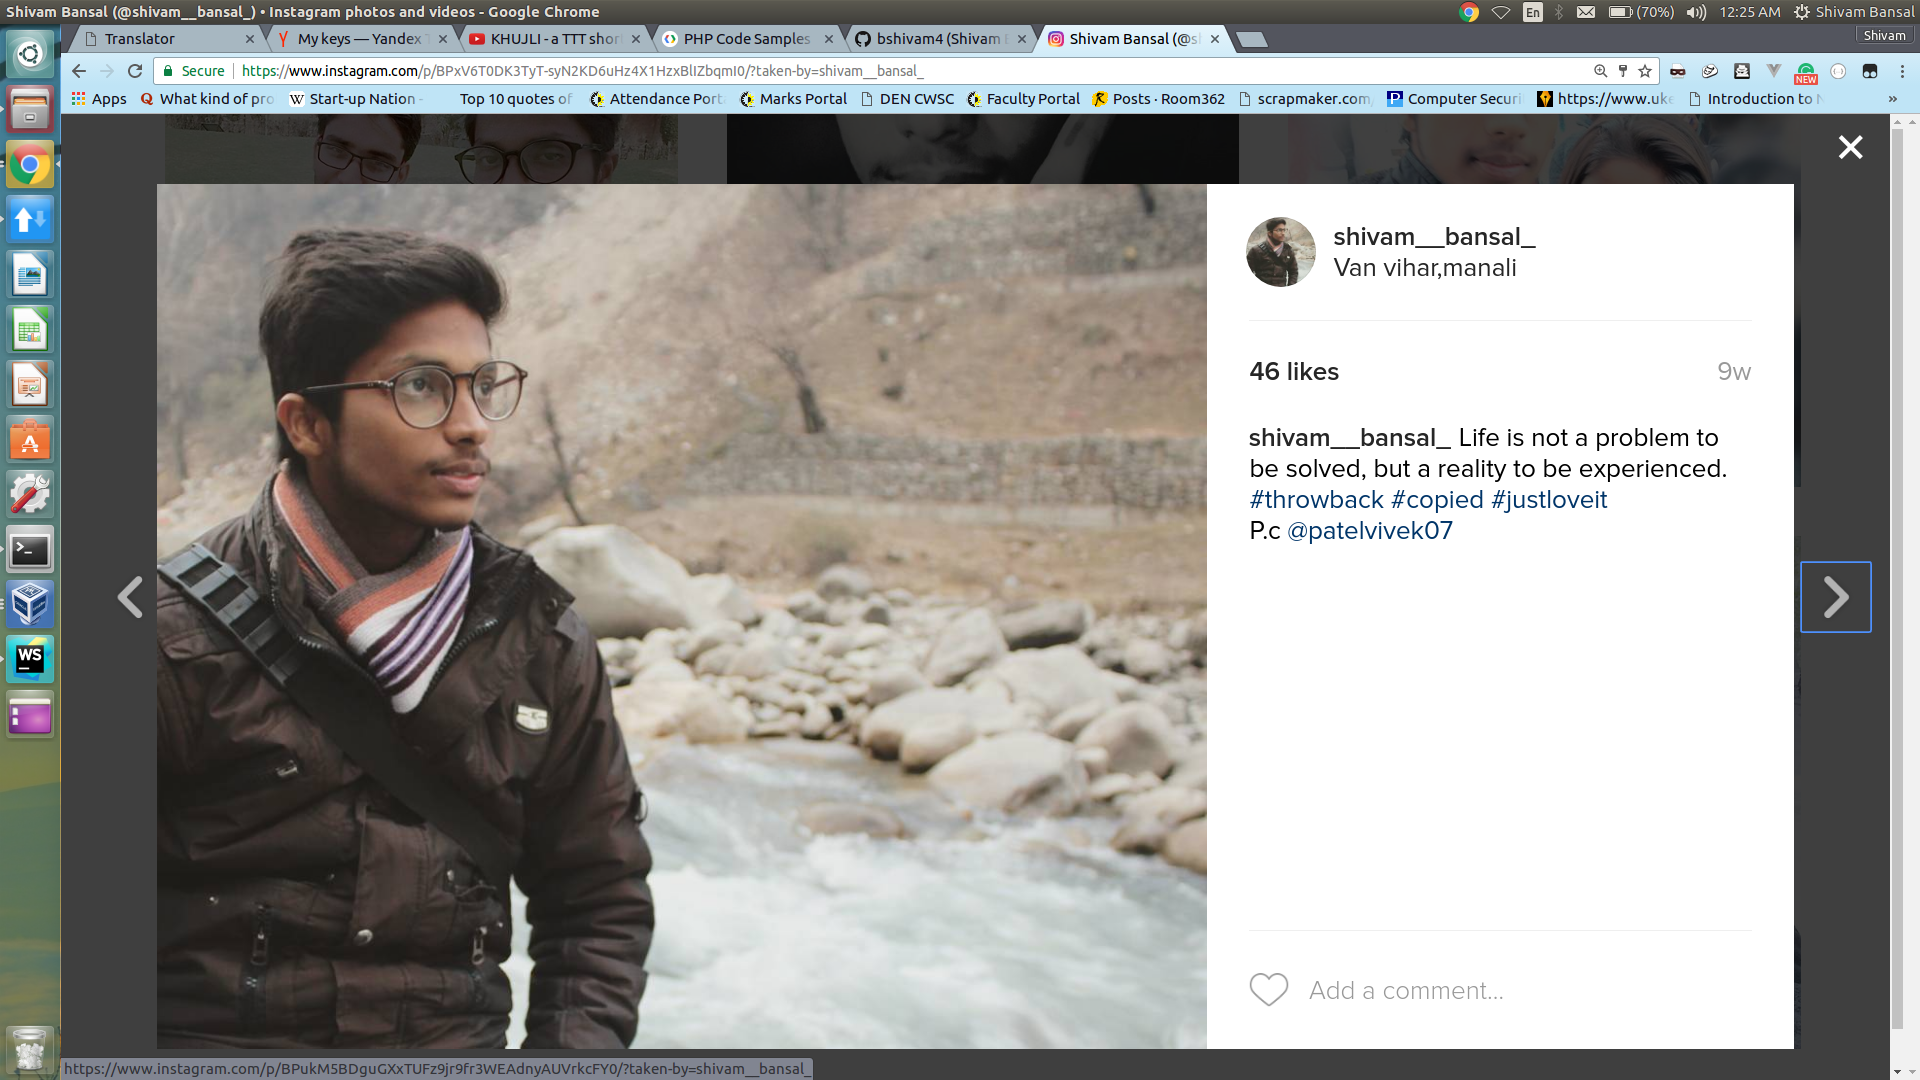 Shivam Bansal (@shivam__bansal_) • Instagram photos and videos - Google Chrome
En
(70%)
12:25 AM
Shivam Bansal
Translator
My keys — Yandex T
KHUJLI - a TTT short
PHP Code Samples
bshivam4 (Shivam
Shivam Bansal (@s
Shivam
Secure
https://www.instagram.com/p/BPxV6T0DK3TyT-syN2KD6uHz4X1HzxBlIZbqmI0/?taken-by=shivam__bansal_
NEW
Apps
What kind of pro
Start-up Nation -
Top 10 quotes of
Attendance Port
Marks Portal
DEN CWSC
Faculty Portal
Posts · Room362
scrapmaker.com
Computer Securi
https://www.uke
Introduction to
»
shivam__bansal_
Van vihar,manali
46 likes
9w
shivam__bansal_ Life is not a problem to
be solved, but a reality to be experienced.
#throwback #copied #justloveit
P.c @patelvivek07
Add a comment...
WS
https://www.instagram.com/p/BPukM5BDguGXxTUFz9jr9fr3WEAdnyAUVrkcFY0/?taken-by=shivam__bansal_